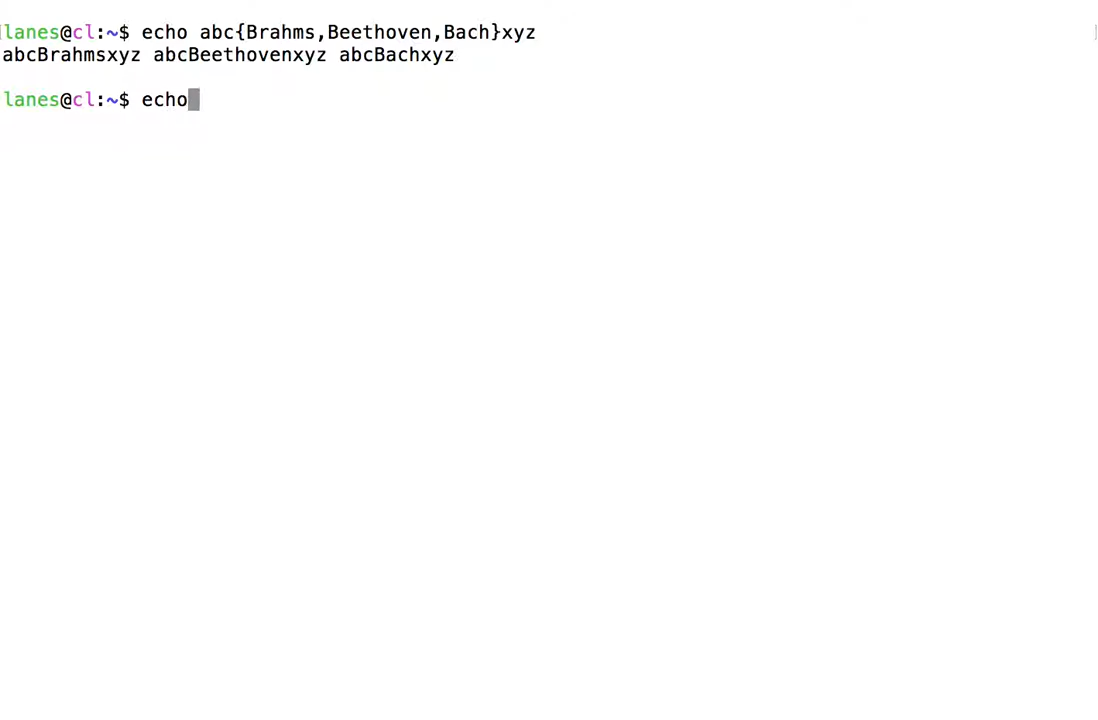 lanes@cl:~$ echo abc{Brahms,Beethoven,Bach}xyz
abcBrahmsxyz abcBeethovenxyz abcBachxyz
lanes@cl:~$ echo